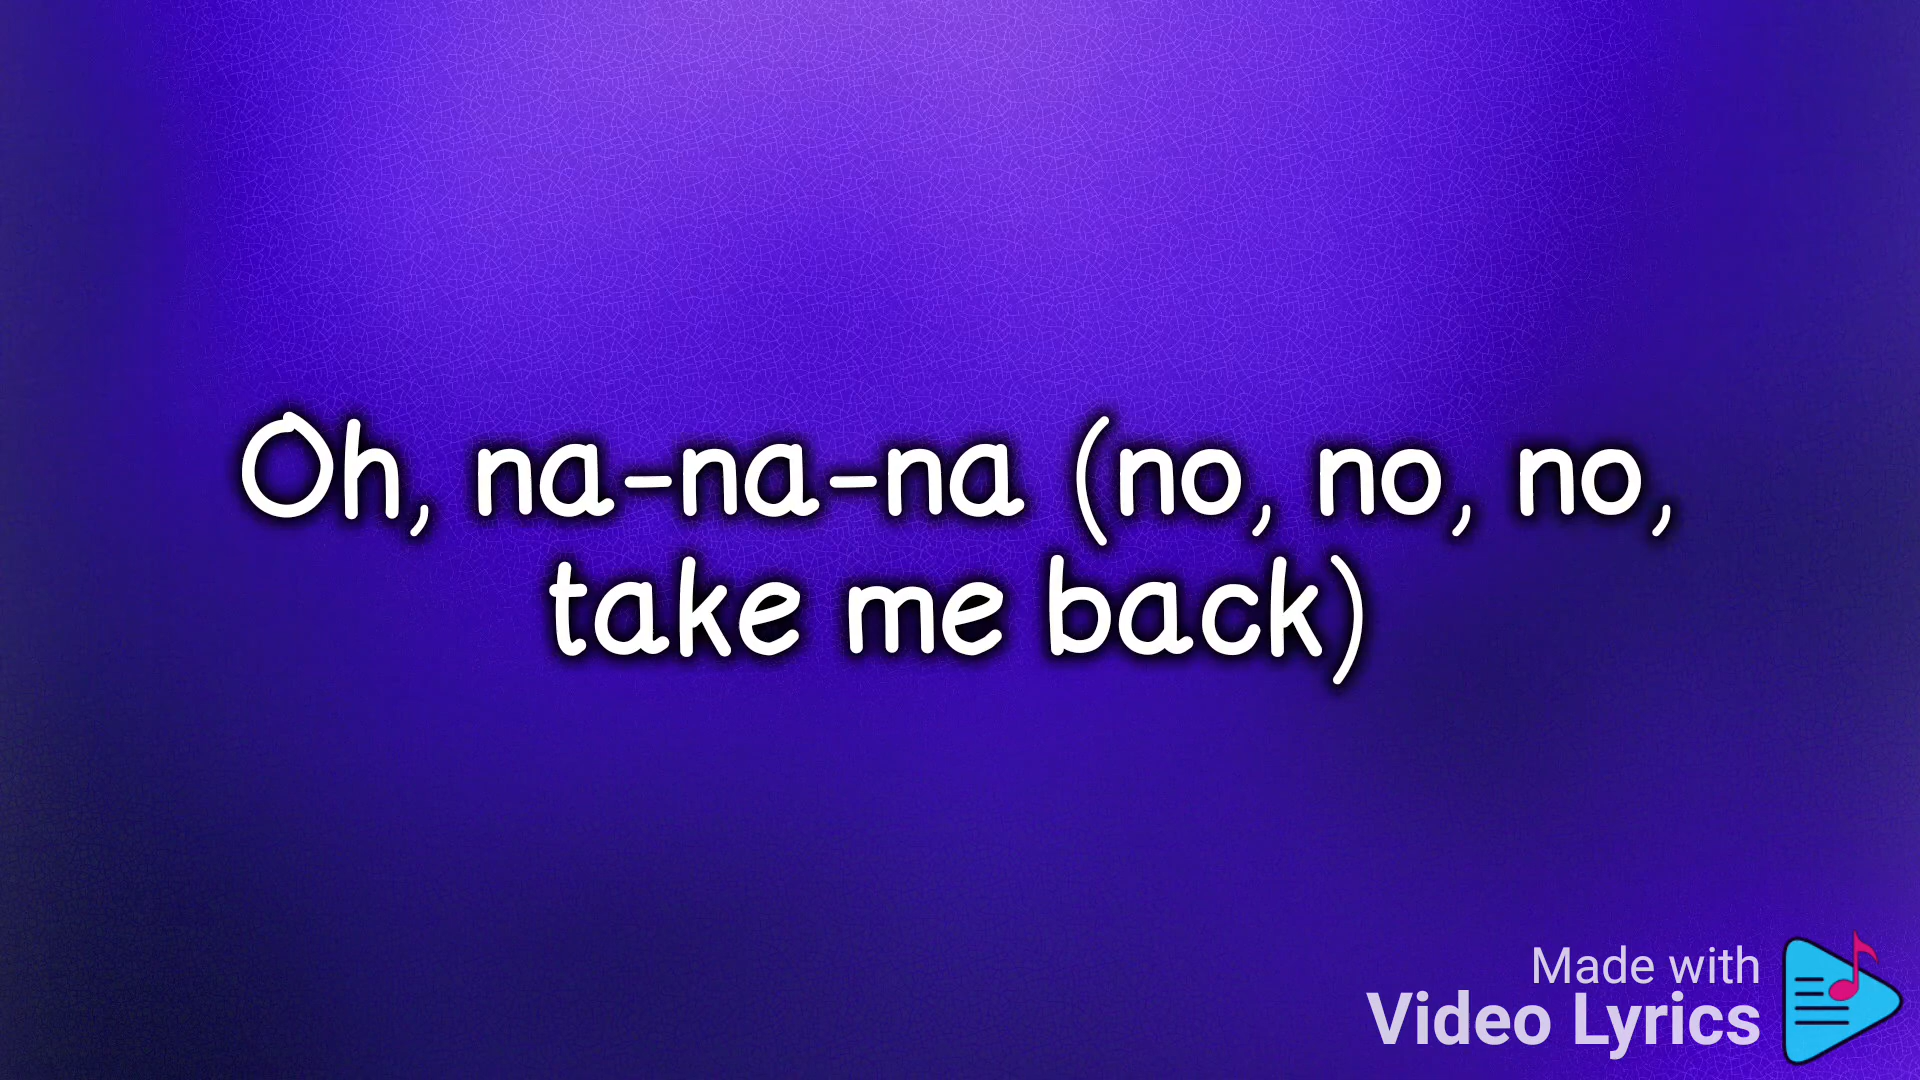 Oh, na-na-na (no, no, no,
take me back)
Made with
Video Lyrics